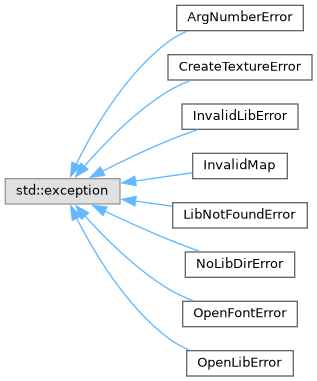 ArgNumberError
CreateTextureError
InvalidLibError
InvalidMap
std::exception
LibNotFoundError
NoLibDirError
OpenFontError
OpenLibError